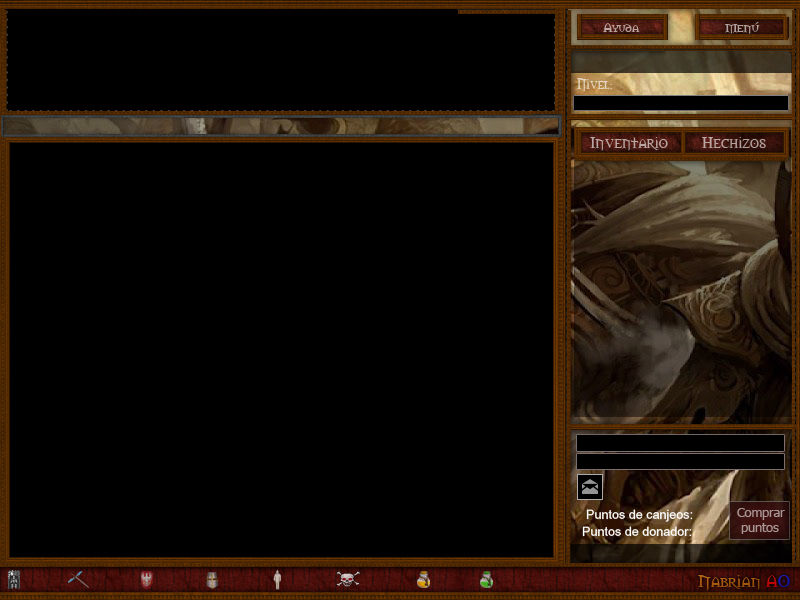 Ayuda
Menú
Nivel:
Inventario
Hechizos
Puntos de canjeos:
Puntos de donador:
Comprar
puntos
Nabrian AO